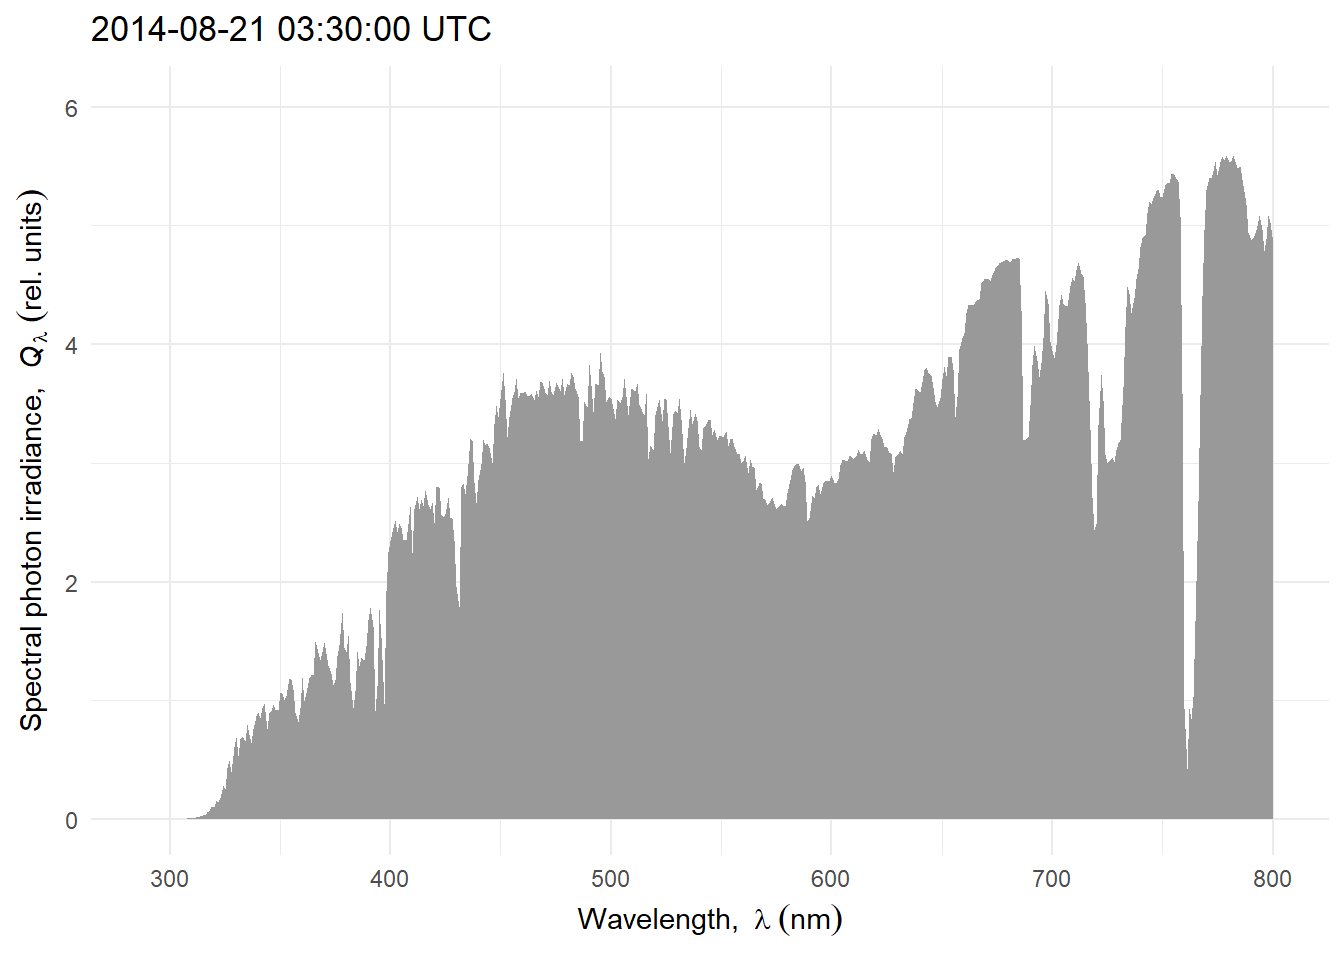 2014-08-21 03:30:00 UTC
6
4
2
0
Spectral photon irradiance, Qλ (rel. units)
300 400 500 600 700 800
Wavelength, λ (nm)